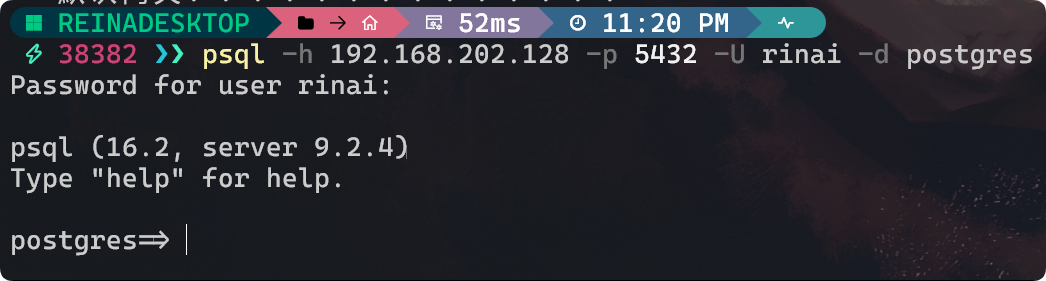 REINADESKTOP 52ms 11:20 PM
38382 ❯❯ psql -h 192.168.202.128 -p 5432 -U rinai -d postgres
Password for user rinai:
psql (16.2, server 9.2.4)
Type "help" for help.
postgres=>